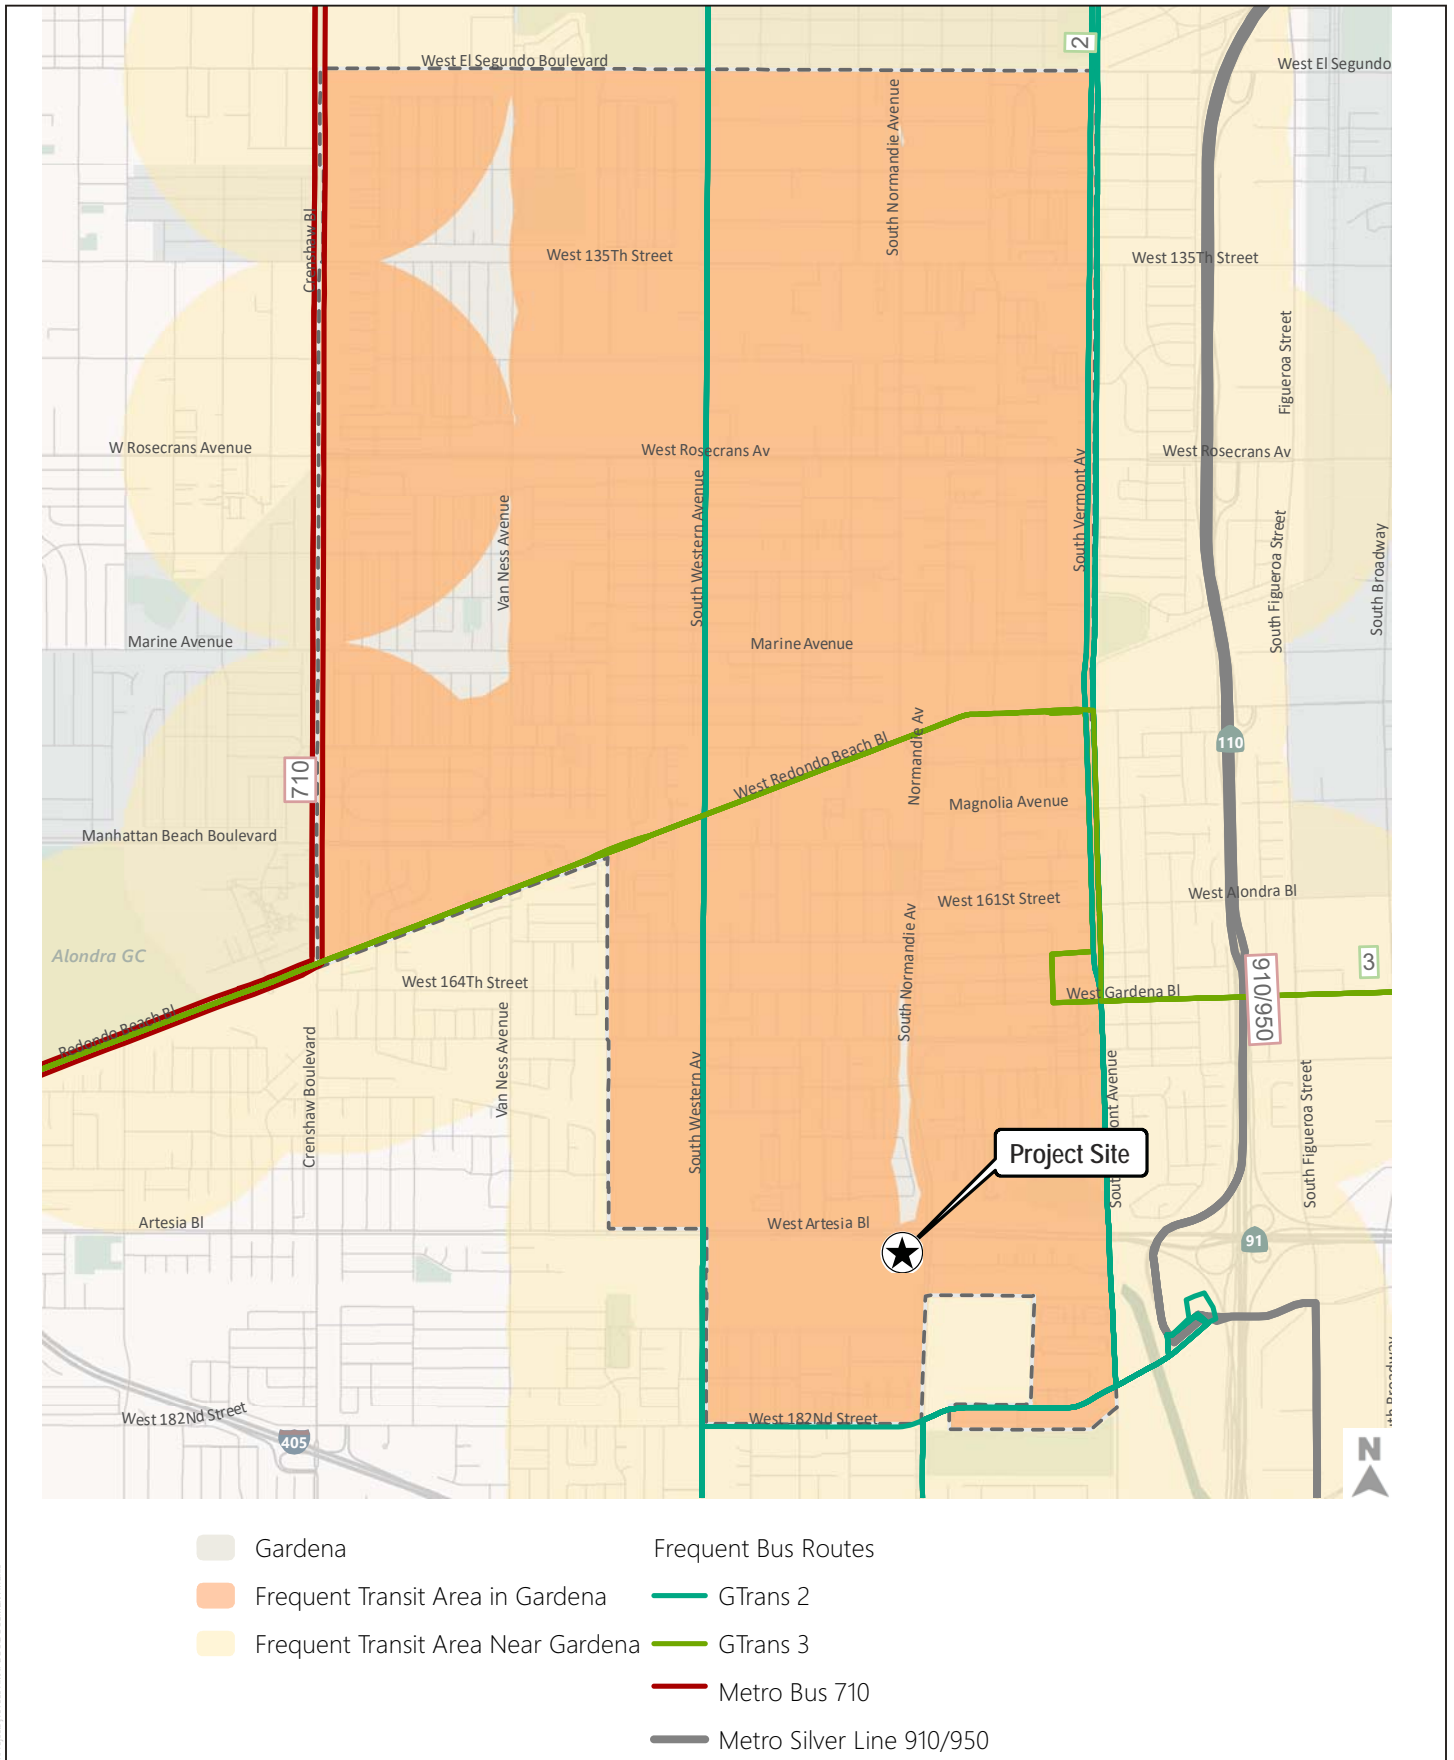 2
West El Segundo Boulevard
West El Segundo
South Normandie Avenue
Crenshaw Bl
West 135Th Street
West 135Th Street
Figueroa Street
W Rosecrans Avenue
West Rosecrans Av
West Rosecrans Av
South Vermont Av
South Western Avenue
Van Ness Avenue
South Figueroa Street
South Broadway
Marine Avenue
Marine Avenue
710
West Redondo Beach Bl
Normandie Av
110
Magnolia Avenue
Manhattan Beach Boulevard
West Alondra Bl
West 161St Street
South Normandie Av
Alondra GC
West 164Th Street
910/950
3
West Gardena Bl
Redondo Beach Bl
Crenshaw Boulevard
Van Ness Avenue
South Western Av
South Figueroa Street
Project Site
Artesia Bl
West Artesia Bl
91
West 182Nd Street
West 182Nd Street
405
N
Gardena
Frequent Transit Area in Gardena
Frequent Transit Area Near Gardena
Frequent Bus Routes
GTrans 2
GTrans 3
Metro Bus 710
Metro Silver Line 910/950